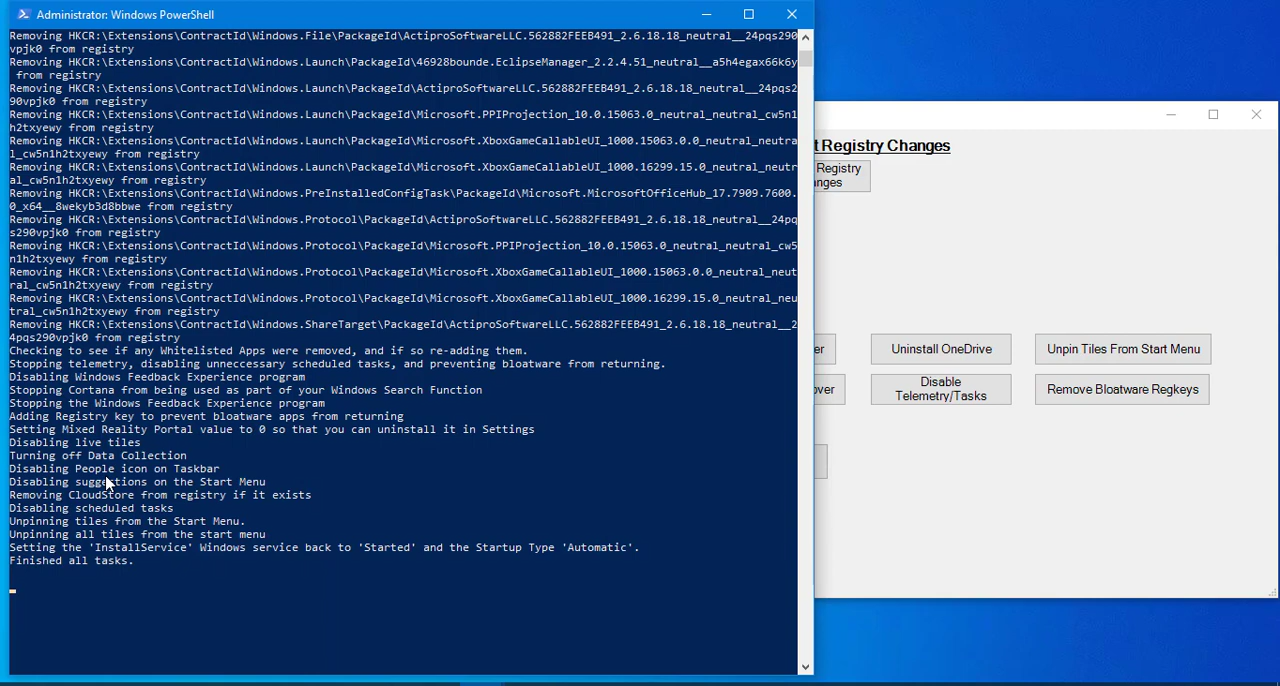 Administrator: Windows PowerShell
Removing HKCR:\Extensions\ContractId\Windows.File\PackageId\ActiproSoftwareLLC.562882FEEB491_2.6.18.18_neutral__24pqs290
vpjk0 from registry
Removing HKCR:\Extensions\ContractId\Windows.Launch\PackageId\46928bounde.EclipseManager_2.2.4.51_neutral__a5h4egax66k6y
 from registry
Removing HKCR:\Extensions\ContractId\Windows.Launch\PackageId\ActiproSoftwareLLC.562882FEEB491_2.6.18.18_neutral__24pqs2
90vpjk0 from registry
Removing HKCR:\Extensions\ContractId\Windows.Launch\PackageId\Microsoft.PPIProjection_10.0.15063.0_neutral_neutral_cw5n1
h2txyewy from registry
Removing HKCR:\Extensions\ContractId\Windows.Launch\PackageId\Microsoft.XboxGameCallableUI_1000.15063.0.0_neutral_neutra
l_cw5n1h2txyewy from registry
Removing HKCR:\Extensions\ContractId\Windows.Launch\PackageId\Microsoft.XboxGameCallableUI_1000.16299.15.0_neutral_neutr
al_cw5n1h2txyewy from registry
Removing HKCR:\Extensions\ContractId\Windows.PreInstalledConfigTask\PackageId\Microsoft.MicrosoftOfficeHub_17.7909.7600.
0_x64__8wekyb3d8bbwe from registry
Removing HKCR:\Extensions\ContractId\Windows.Protocol\PackageId\ActiproSoftwareLLC.562882FEEB491_2.6.18.18_neutral__24pq
s290vpjk0 from registry
Removing HKCR:\Extensions\ContractId\Windows.Protocol\PackageId\Microsoft.PPIProjection_10.0.15063.0_neutral_neutral_cw5
n1h2txyewy from registry
Removing HKCR:\Extensions\ContractId\Windows.Protocol\PackageId\Microsoft.XboxGameCallableUI_1000.15063.0.0_neutral_neut
ral_cw5n1h2txyewy from registry
Removing HKCR:\Extensions\ContractId\Windows.Protocol\PackageId\Microsoft.XboxGameCallableUI_1000.16299.15.0_neutral_neu
tral_cw5n1h2txyewy from registry
Removing HKCR:\Extensions\ContractId\Windows.ShareTarget\PackageId\ActiproSoftwareLLC.562882FEEB491_2.6.18.18_neutral__2
4pqs290vpjk0 from registry
Checking to see if any Whitelisted Apps were removed, and if so re-adding them.
Stopping telemetry, disabling unneccessary scheduled tasks, and preventing bloatware from returning.
Disabling Windows Feedback Experience program
Stopping Cortana from being used as part of your Windows Search Function
Stopping the Windows Feedback Experience program
Adding Registry key to prevent bloatware apps from returning
Setting Mixed Reality Portal value to 0 so that you can uninstall it in Settings
Disabling live tiles
Turning off Data Collection
Disabling People icon on Taskbar
Disabling suggestions on the Start Menu
Removing CloudStore from registry if it exists
Disabling scheduled tasks
Unpinning tiles from the Start Menu.
Unpinning all tiles from the start menu
Setting the 'InstallService' Windows service back to 'Started' and the Startup Type 'Automatic'.
Finished all tasks.
t Registry Changes
Registry
nges
er
Uninstall OneDrive
Unpin Tiles From Start Menu
over
Disable
Telemetry/Tasks
Remove Bloatware Regkeys